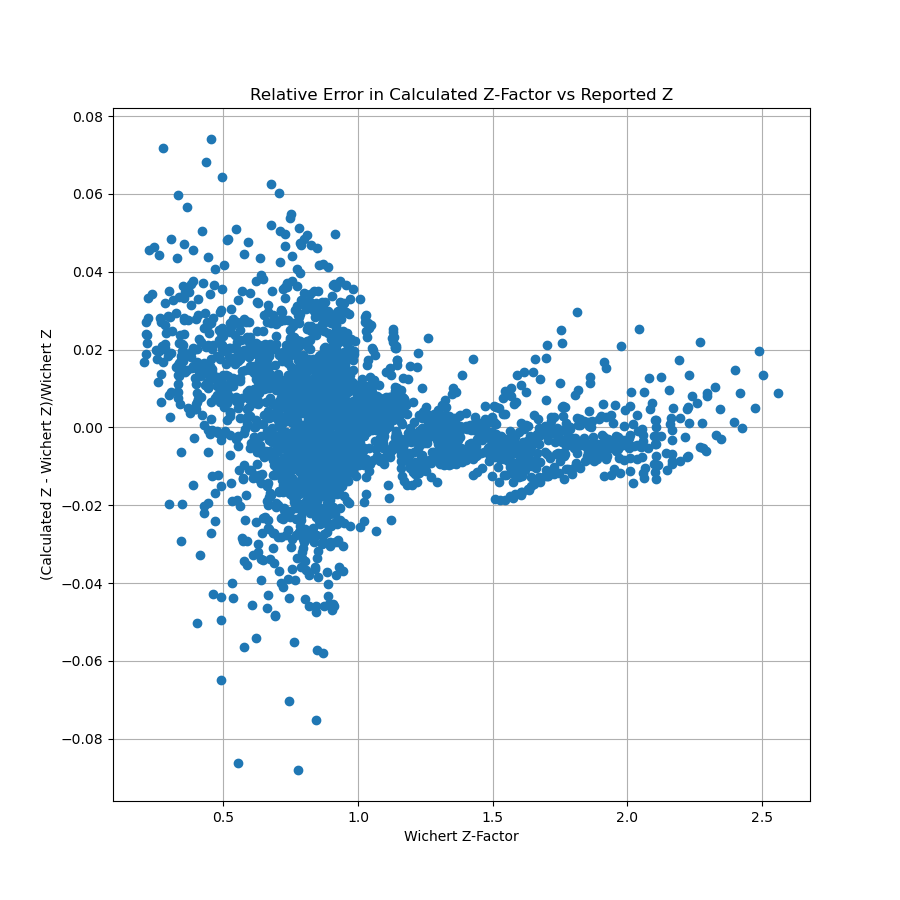 Relative Error in Calculated Z-Factor vs Reported Z
(Calculated Z - Wichert Z)/Wichert Z
0.08
0.06
0.04
0.02
0.00
−0.02
−0.04
−0.06
−0.08
0.5 1.0 1.5 2.0 2.5
Wichert Z-Factor